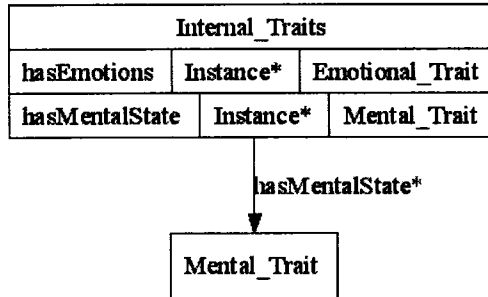 Internal_Traits
hasEmotions Instance* Emotional_Trait
hasMentalState Instance* Mental_Trait
hasMentalState*
Mental_Trait